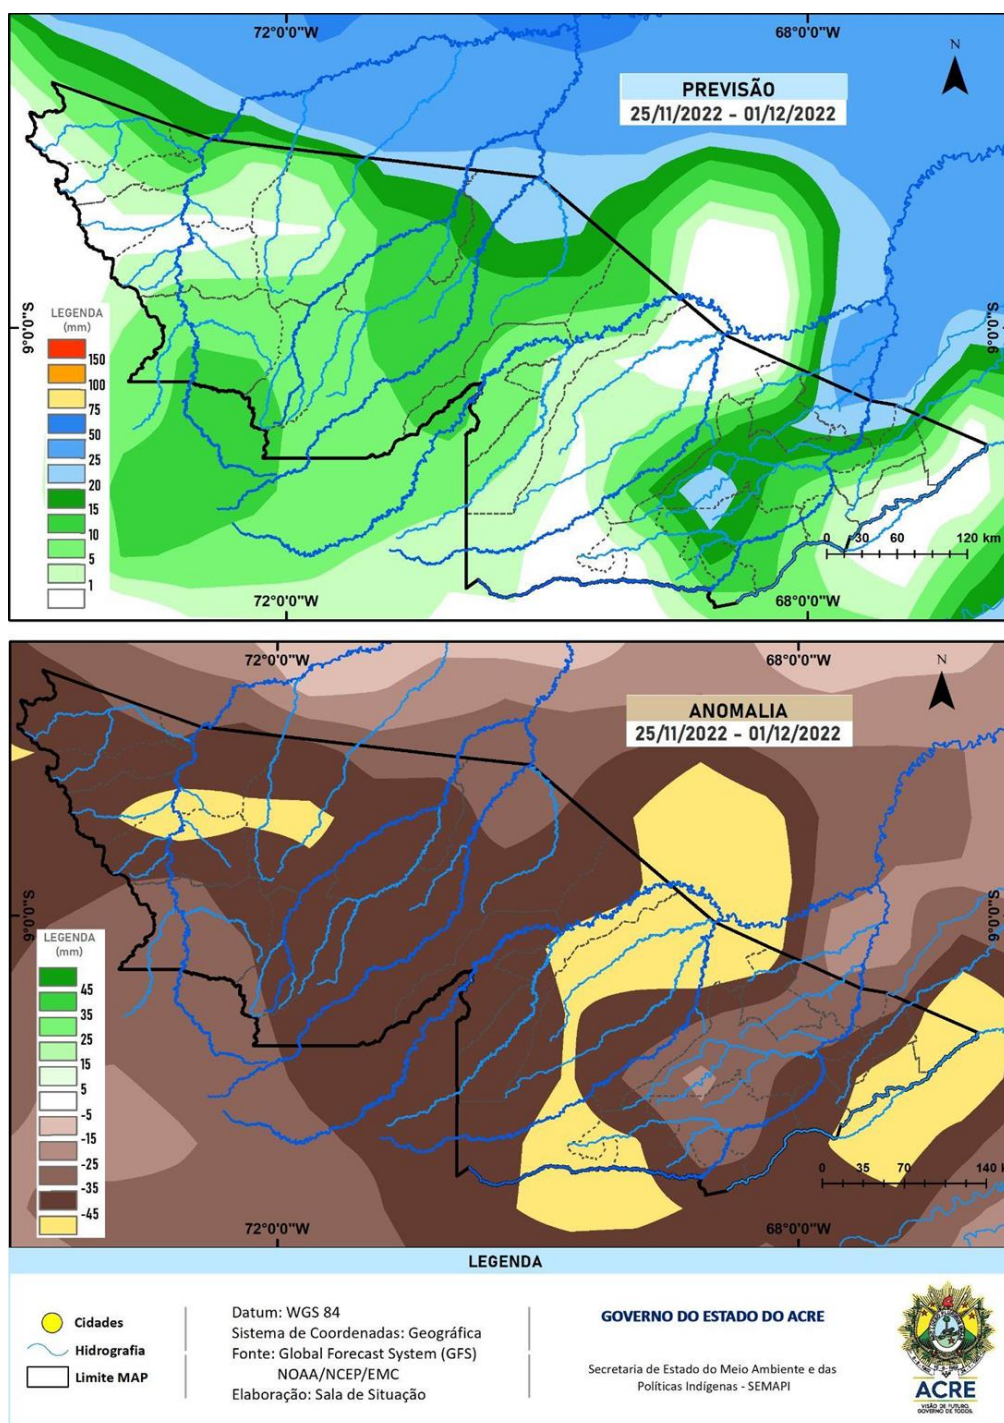 72°0'0"W
68°0'0"W
N
PREVISÃO
25/11/2022 - 01/12/2022
9°0'0"S
9°0'0"S
LEGENDA
(mm)
150
100
75
50
25
20
15
10
5
1
0 30 60 120 km
72°0'0"W
68°0'0"W
72°0'0"W
68°0'0"W
N
ANOMALIA
25/11/2022 - 01/12/2022
9°0'0"S
9°0'0"S
LEGENDA
(mm)
45
35
25
15
5
-5
-15
-25
-35
-45
0 35 70 140 k
72°0'0"W
68°0'0"W
LEGENDA
Cidades
Hidrografia
Limite MAP
Datum: WGS 84
Sistema de Coordenadas: Geográfica
Fonte: Global Forecast System (GFS)
NOAA/NCEP/EMC
Elaboração: Sala de Situação
GOVERNO DO ESTADO DO ACRE
Secretaria de Estado do Meio Ambiente e das
Políticas Indígenas - SEMAPI
ACRE
VISÃO DE FUTURO.
GOVERNO DE TODOS.